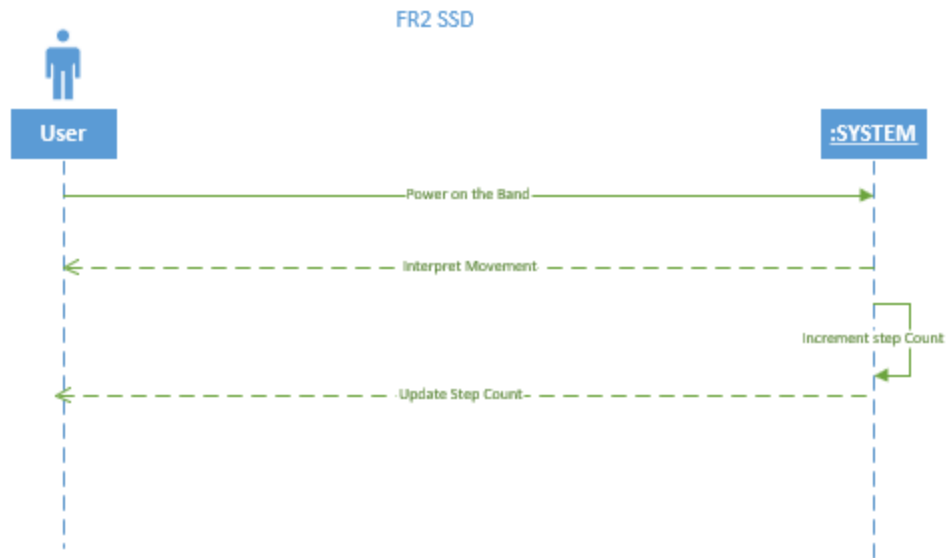 FR2 SSD
User
:SYSTEM
Power on the Band
Interpret Movement
Increment step Count
Update Step Count